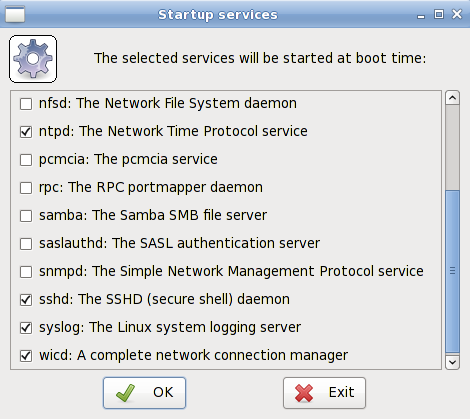 Startup services
The selected services will be started at boot time:
nfsd: The Network File System daemon
ntpd: The Network Time Protocol service
pcmcia: The pcmcia service
rpc: The RPC portmapper daemon
samba: The Samba SMB file server
saslauthd: The SASL authentication server
snmpd: The Simple Network Management Protocol service
sshd: The SSHD (secure shell) daemon
syslog: The Linux system logging server
wicd: A complete network connection manager
OK Exit